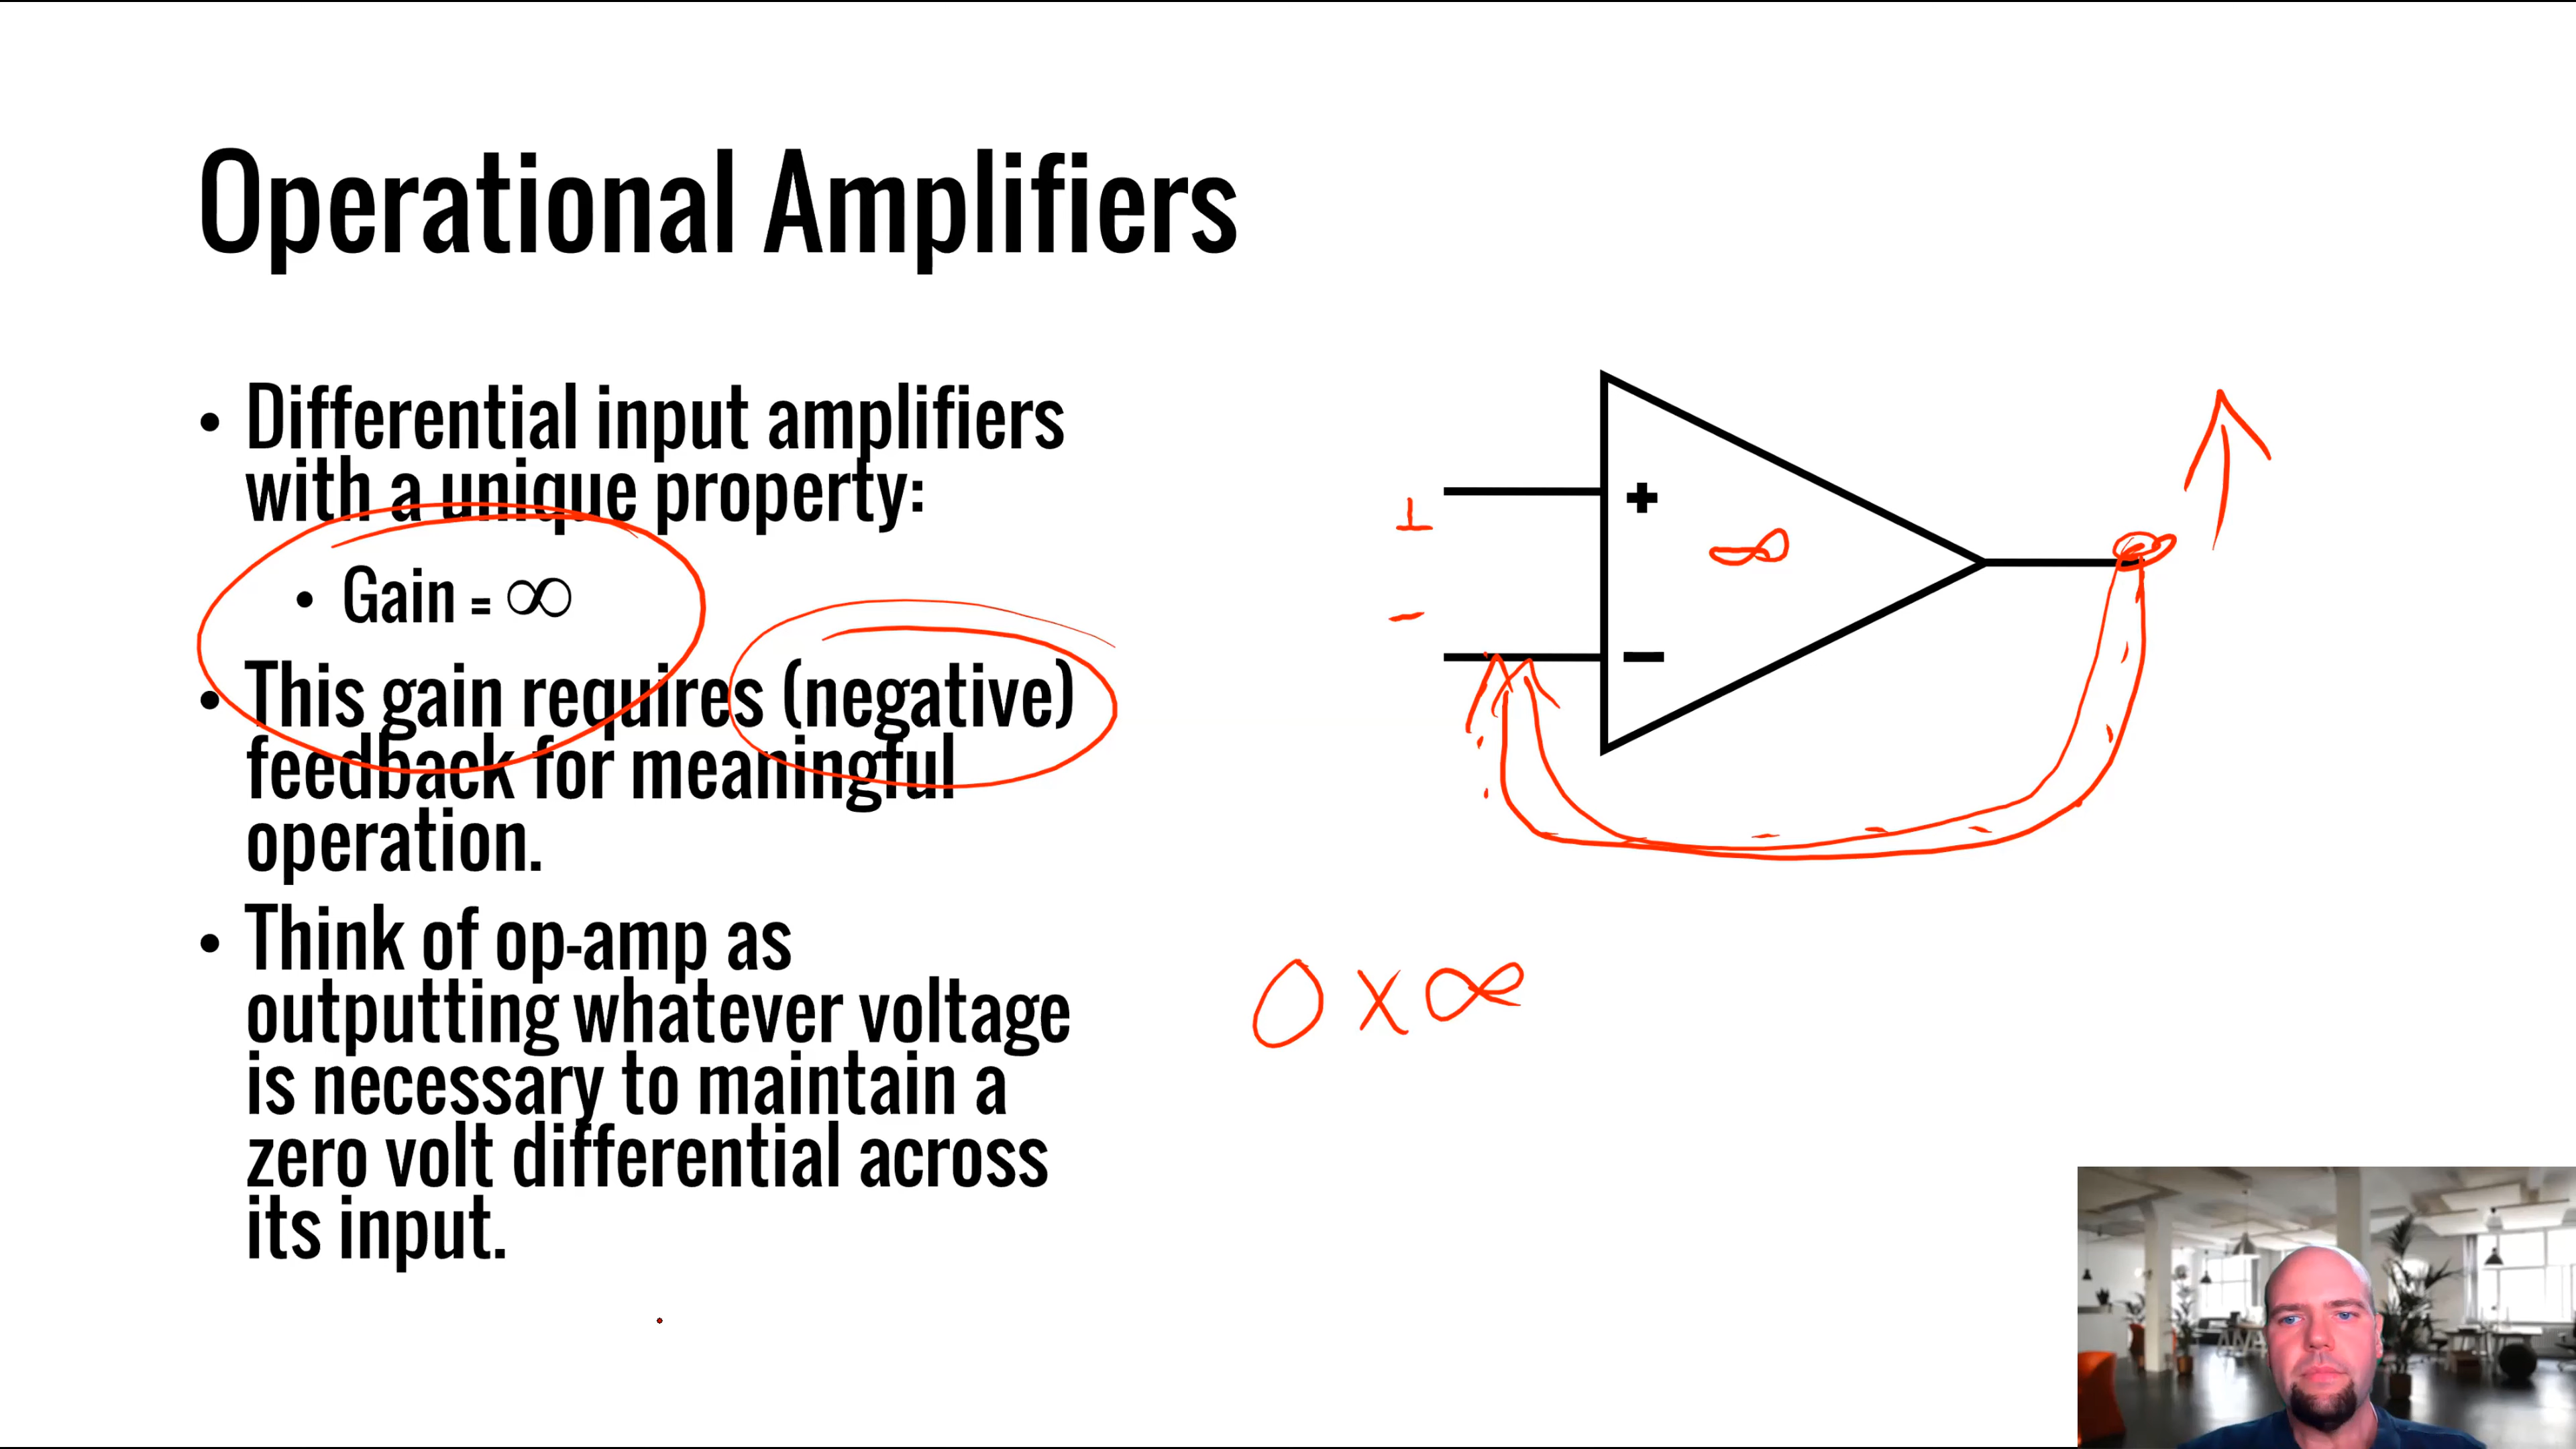 Operational Amplifiers
• Differential input amplifiers
with a unique property:
• Gain = ∞
• This gain requires (negative)
feedback for meaningful
operation.
• Think of op-amp as
outputting whatever voltage
is necessary to maintain a
zero volt differential across
its input.
+
∞
−
−
0 x ∞